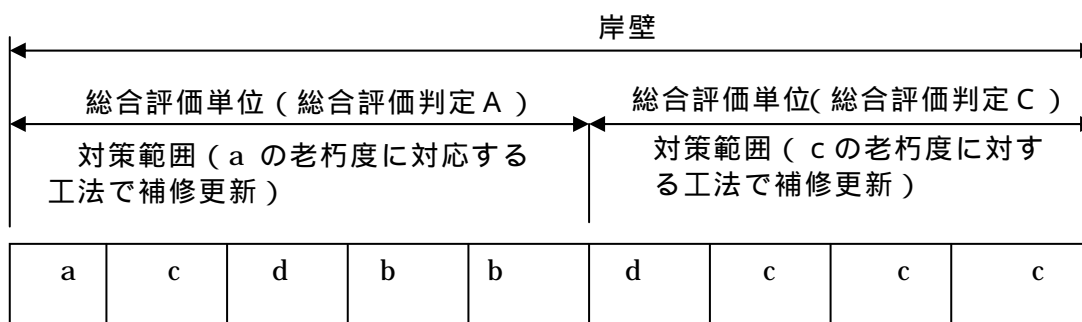 岸壁
総合評価単位(総合評価判定A)
総合評価単位(総合評価判定C)
対策範囲(a の老朽度に対応する
工法で補修更新)
対策範囲(cの老朽度に対す
る工法で補修更新)
a c d b b d c c c